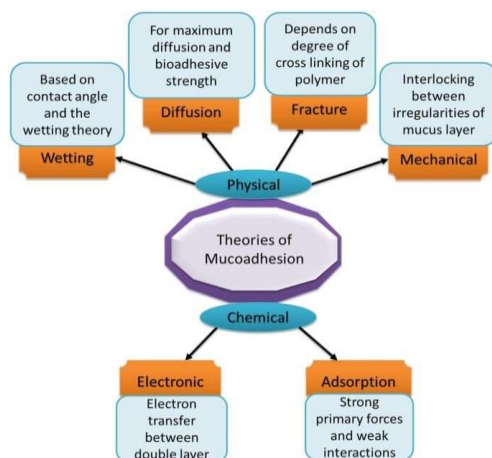 For maximum
diffusion and
bioadhesive
strength
Diffusion
Depends on
degree of
cross linking of
polymer
Fracture
Based on
contact angle
and the
wetting theory
Wetting
Interlocking
between
irregularities
of mucus layer
Mechanical
Physical
Theories of
Mucoadhesion
Chemical
Electronic
Electron
transfer
between
double layer
Adsorption
Strong
primary forces
and weak
interactions